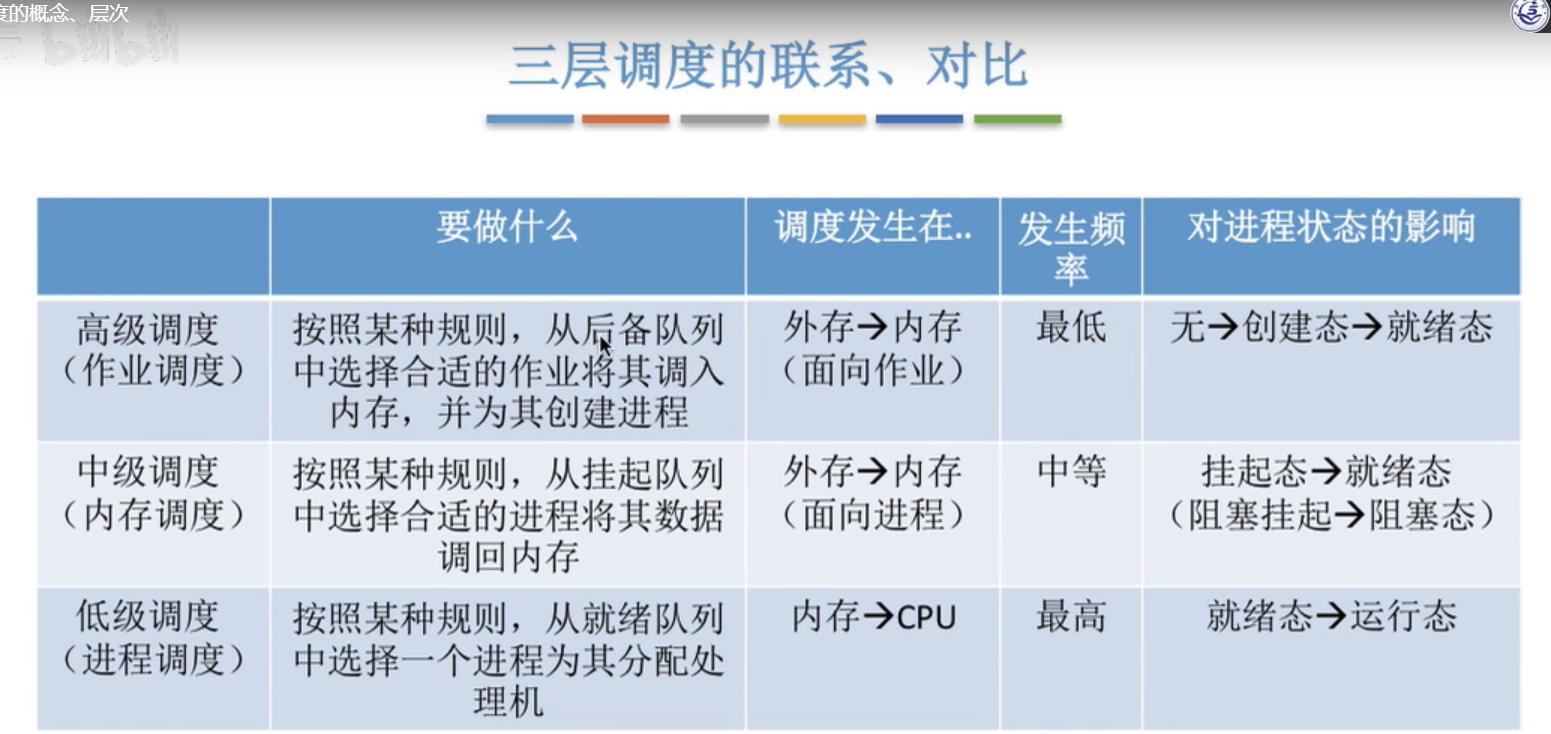 度的概念、层次
bilibili
三层调度的联系、对比
要做什么
调度发生在..
发生频
率
对进程状态的影响
高级调度
（作业调度）
按照某种规则，从后备队列
中选择合适的作业将其调入
内存，并为其创建进程
外存→内存
（面向作业）
最低
无→创建态→就绪态
中级调度
（内存调度）
按照某种规则，从挂起队列
中选择合适的进程将其数据
调回内存
外存→内存
（面向进程）
中等
挂起态→就绪态
（阻塞挂起→阻塞态）
低级调度
（进程调度）
按照某种规则，从就绪队列
中选择一个进程为其分配处
理机
内存→CPU
最高
就绪态→运行态